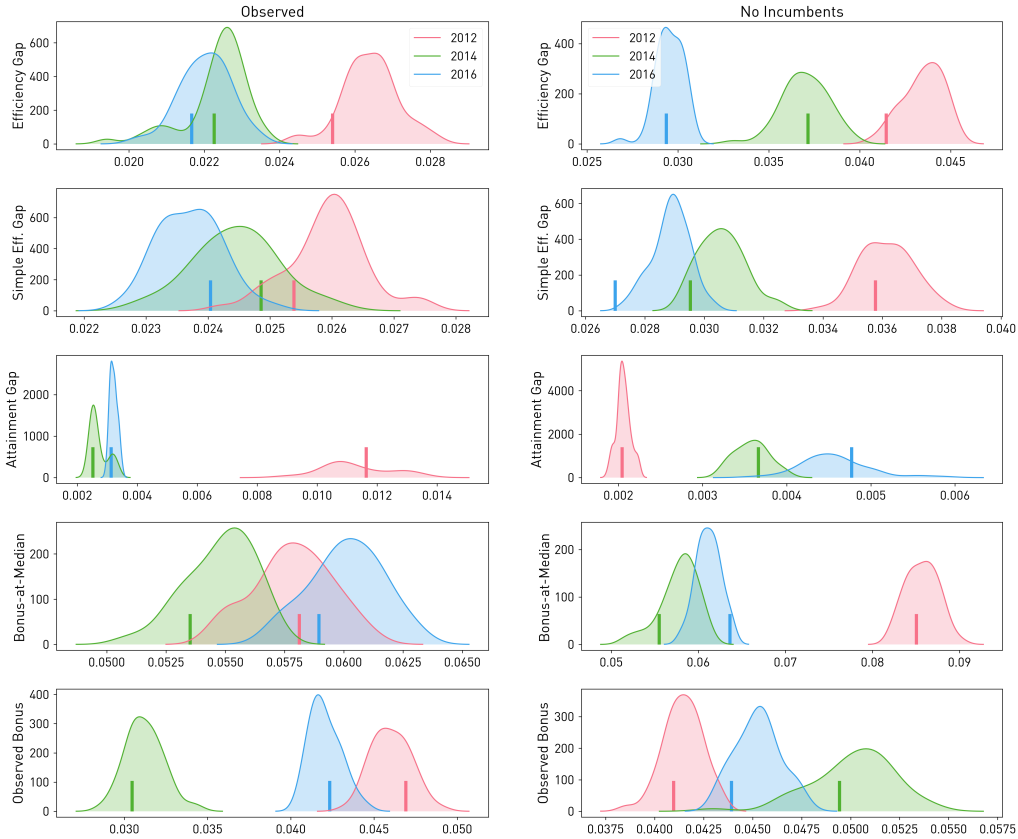 Observed
No Incumbents
Efficiency Gap
600
400
200
0
2012
2014
2016
0.020 0.022 0.024 0.026 0.028
Efficiency Gap
400
200
0
2012
2014
2016
0.025 0.030 0.035 0.040 0.045
Simple Eff. Gap
600
400
200
0
0.022 0.023 0.024 0.025 0.026 0.027 0.028
Simple Eff. Gap
600
400
200
0
0.026 0.028 0.030 0.032 0.034 0.036 0.038 0.040
Attainment Gap
2000
1000
0
0.002 0.004 0.006 0.008 0.010 0.012 0.014
Attainment Gap
4000
2000
0
0.002 0.003 0.004 0.005 0.006
Bonus-at-Median
200
100
0
0.0500 0.0525 0.0550 0.0575 0.0600 0.0625 0.0650
Bonus-at-Median
200
100
0
0.05 0.06 0.07 0.08 0.09
Observed Bonus
400
300
200
100
0
0.030 0.035 0.040 0.045 0.050
Observed Bonus
300
200
100
0
0.0375 0.0400 0.0425 0.0450 0.0475 0.0500 0.0525 0.0550 0.0575